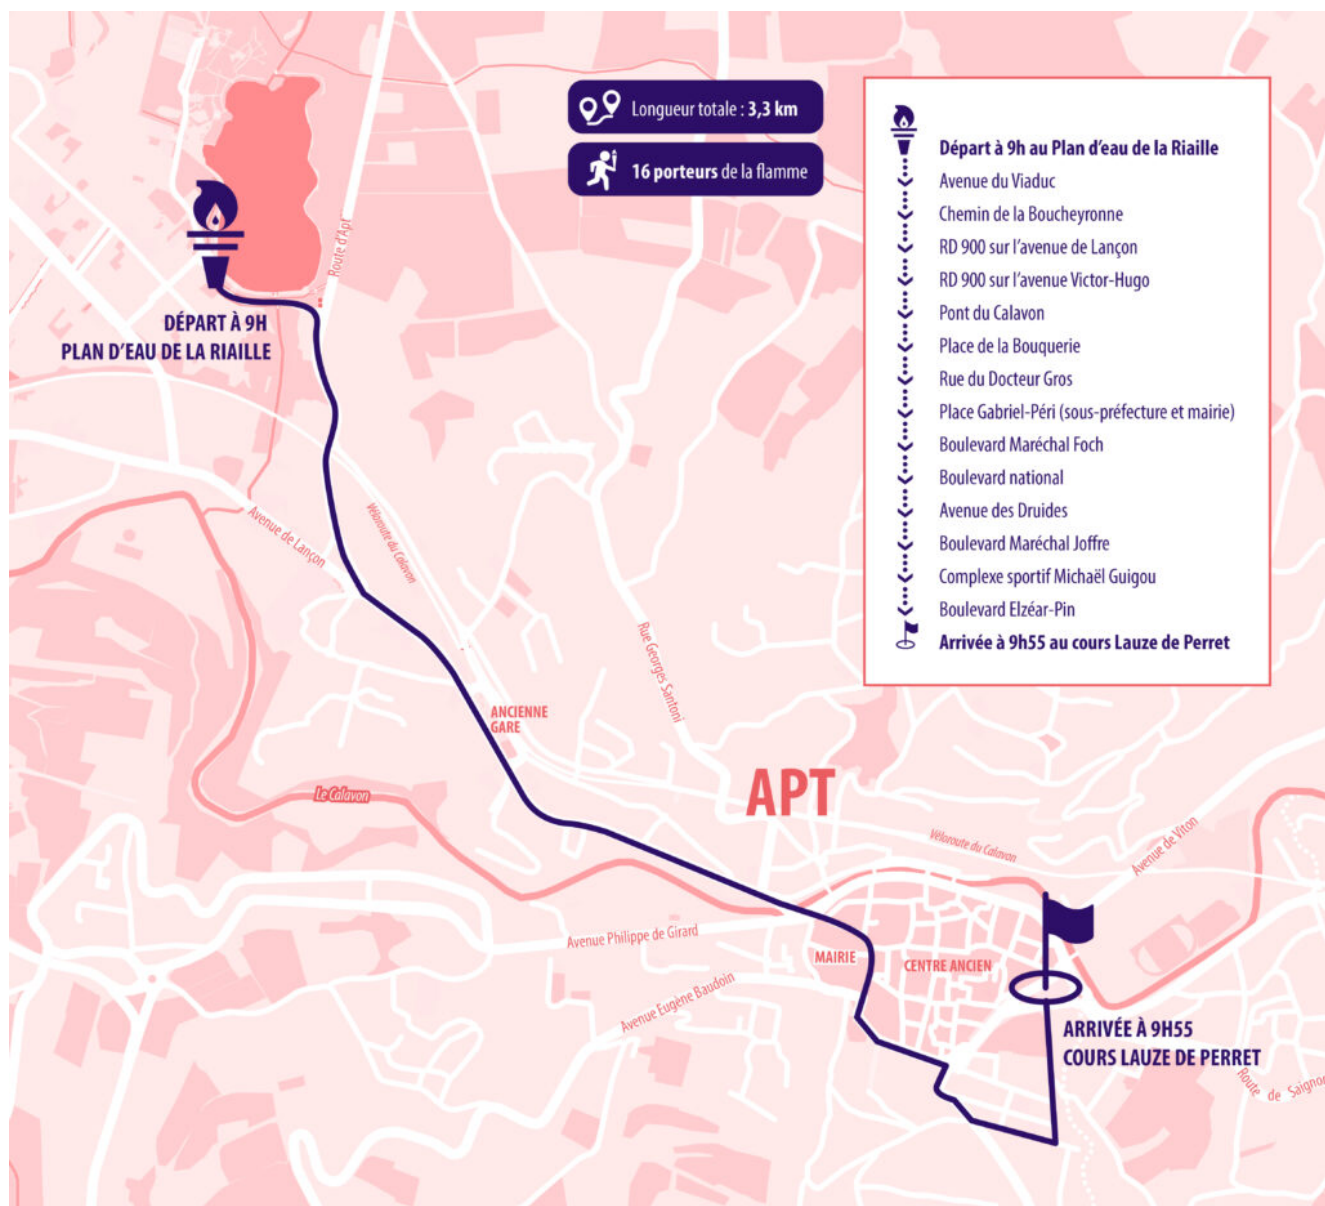 Longueur totale : 3,3 km
16 porteurs de la flamme
Départ à 9h au Plan d'eau de la Riaille
Avenue du Viaduc
Chemin de la Boucheyronne
RD 900 sur l'avenue de Lançon
RD 900 sur l'avenue Victor-Hugo
Pont du Calavon
Place de la Bouquerie
Rue du Docteur Gros
Place Gabriel-Péri (sous-préfecture et mairie)
Boulevard Maréchal Foch
Boulevard national
Avenue des Druides
Boulevard Maréchal Joffre
Complexe sportif Michaël Guigou
Boulevard Elzéar-Pin
Arrivée à 9h55 au cours Lauze de Perret
Route d'Apt
DÉPART À 9H
PLAN D'EAU DE LA RIAILLE
Avenue de Lançon
Véloroute du Calavon
Rue Georges Santoni
ANCIENNE
GARE
APT
Le Calavon
Véloroute du Calavon
Avenue de Viton
Avenue Philippe de Girard
MAIRIE
CENTRE ANCIEN
Avenue Eugène Baudoin
ARRIVÉE À 9H55
COURS LAUZE DE PERRET
Route de Saignon